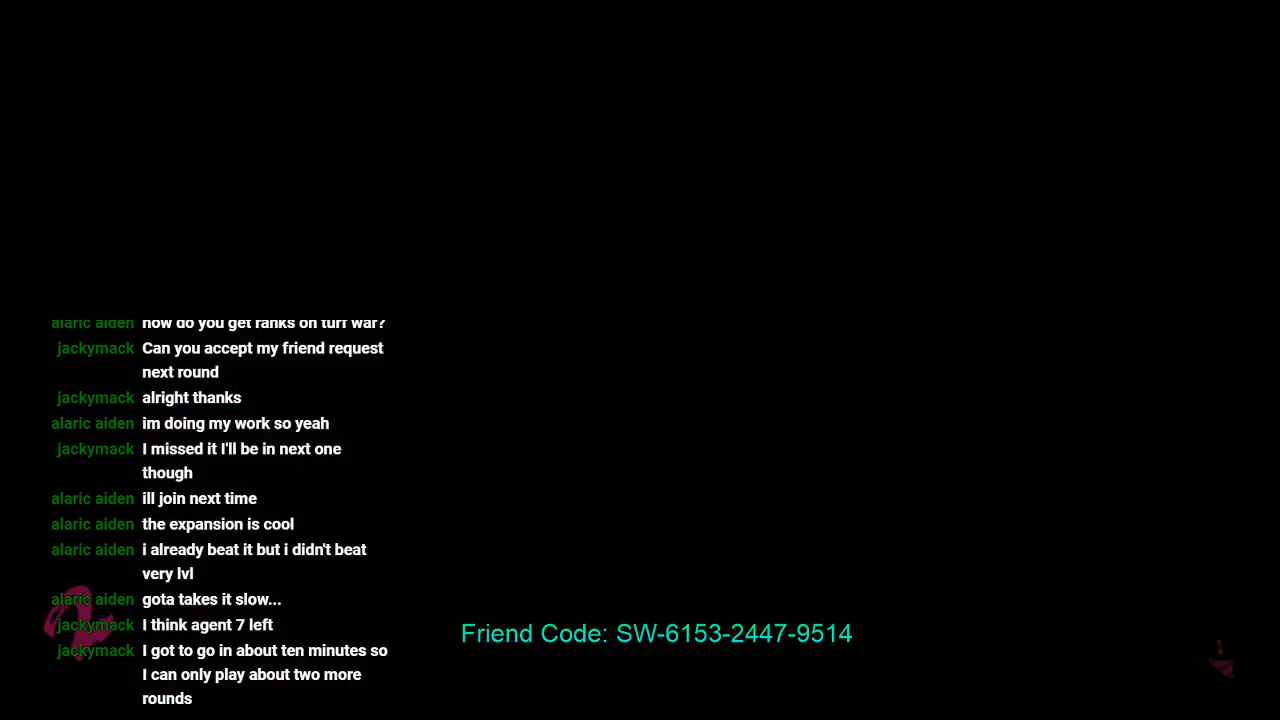 alaric aiden how do you get ranks on turf war?
jackymack Can you accept my friend request
next round
jackymack alright thanks
alaric aiden im doing my work so yeah
jackymack I missed it I'll be in next one
though
alaric aiden ill join next time
alaric aiden the expansion is cool
alaric aiden i already beat it but i didn't beat
very lvl
alaric aiden gota takes it slow...
jackymack I think agent 7 left
jackymack I got to go in about ten minutes so
I can only play about two more
rounds
Friend Code: SW-6153-2447-9514